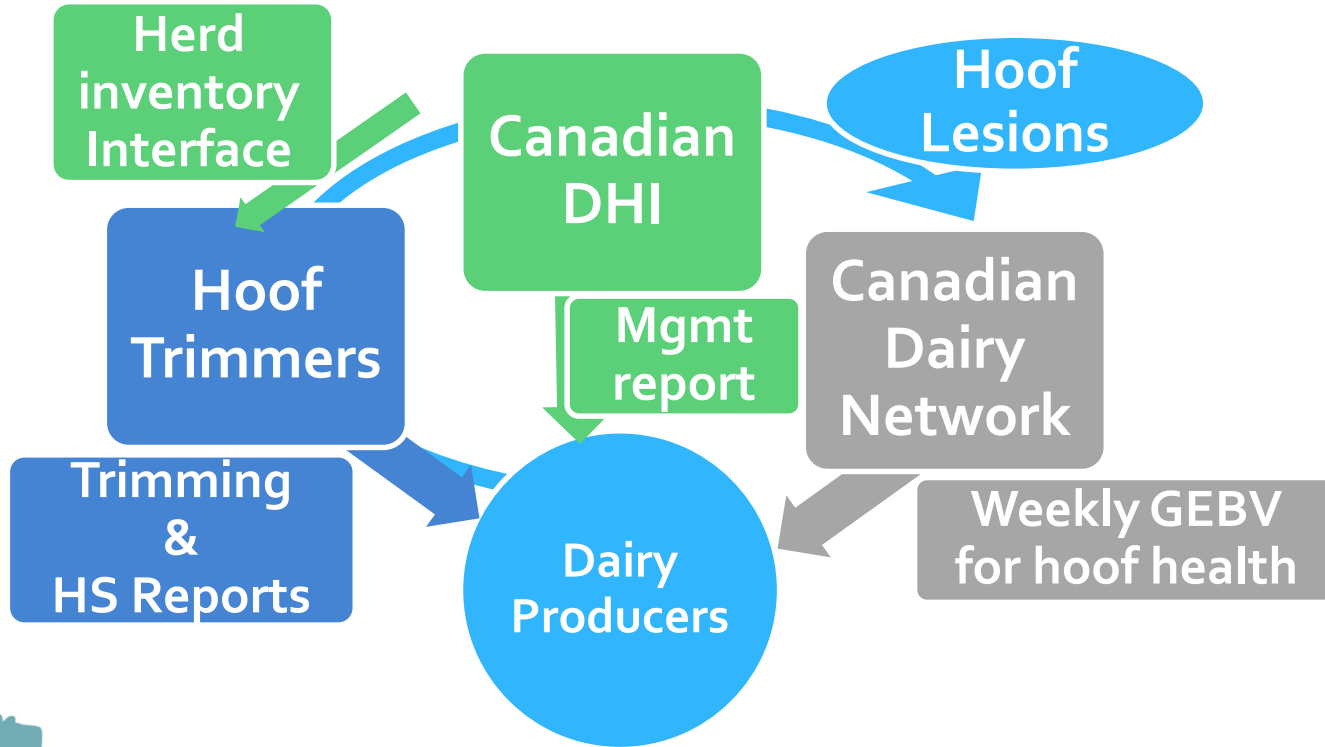 Herd
inventory
Interface
Canadian
DHI
Hoof
Lesions
Hoof
Trimmers
Mgmt
report
Canadian
Dairy
Network
Trimming
&
HS Reports
Dairy
Producers
Weekly GEBV
for hoof health